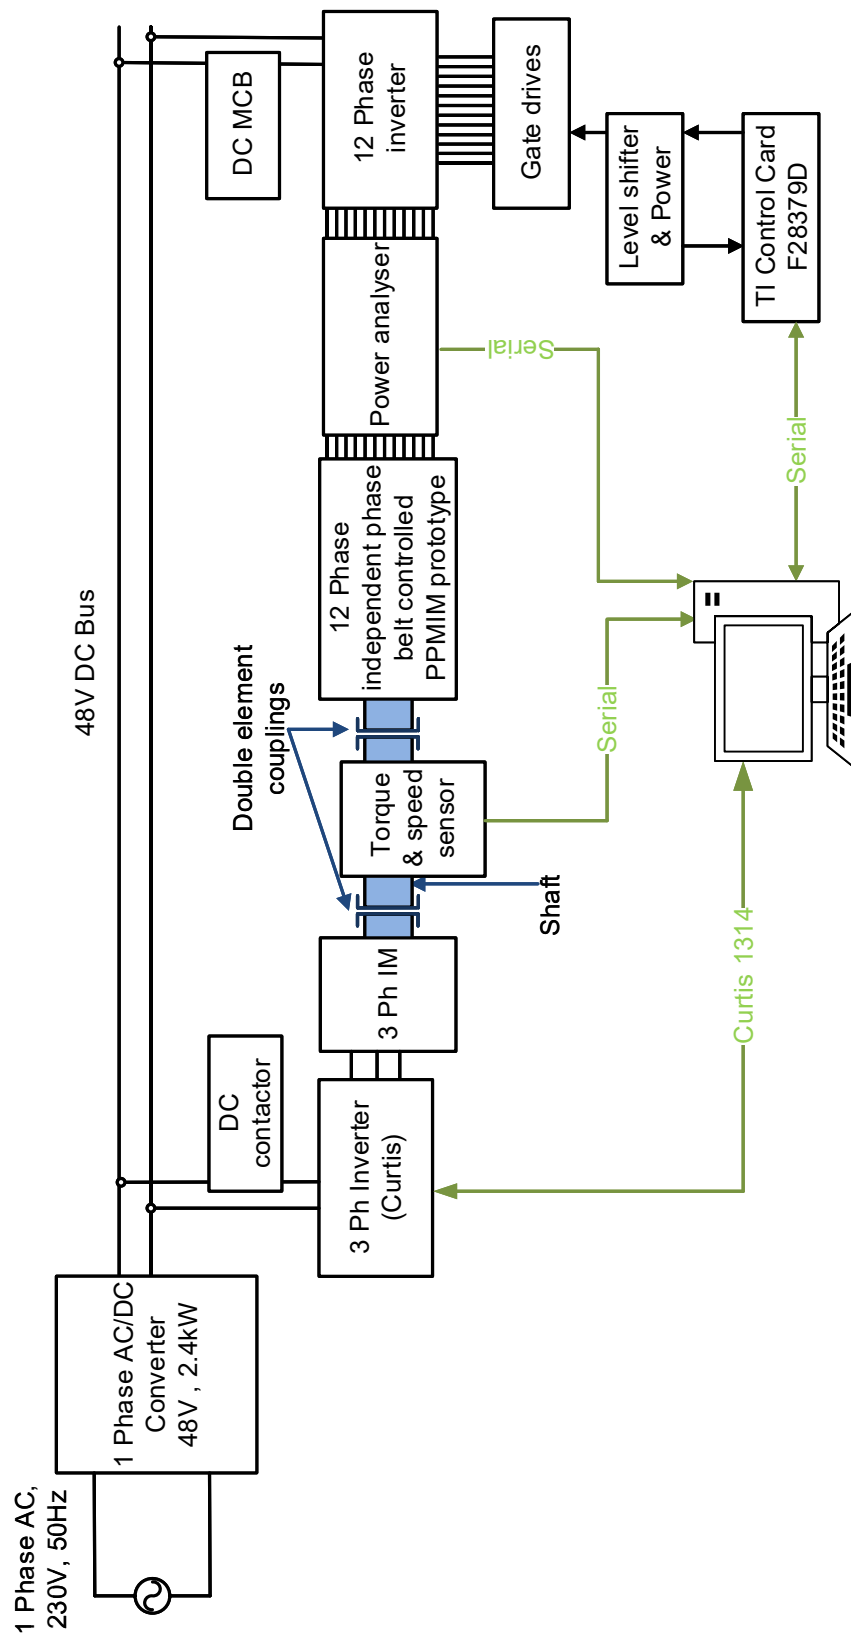 1 Phase AC,
230V, 50Hz
1 Phase AC/DC
Converter
48V , 2.4kW
48V DC Bus
DC
contactor
DC MCB
3 Ph Inverter
(Curtis)
3 Ph IM
Double element
couplings
Torque
& speed
sensor
Shaft
12 Phase
independent phase
belt controlled
PPMIM prototype
Power analyser
12 Phase
inverter
Gate drives
Level shifter
& Power
TI Control Card
F28379D
Serial
Serial
Serial
Curtis 1314